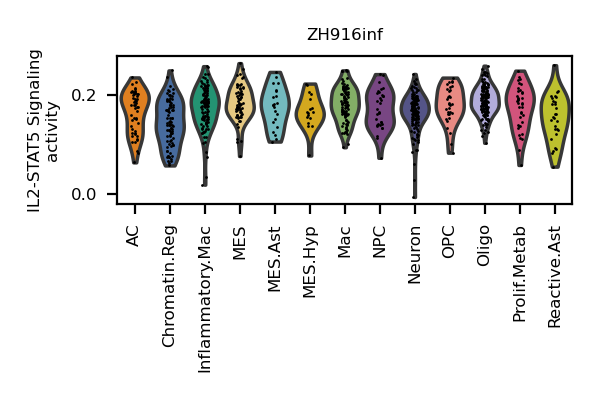 ZH916inf
IL2-STAT5 Signaling
activity
0.2
0.0
AC
Chromatin.Reg
Inflammatory.Mac
MES
MES.Ast
MES.Hyp
Mac
NPC
Neuron
OPC
Oligo
Prolif.Metab
Reactive.Ast